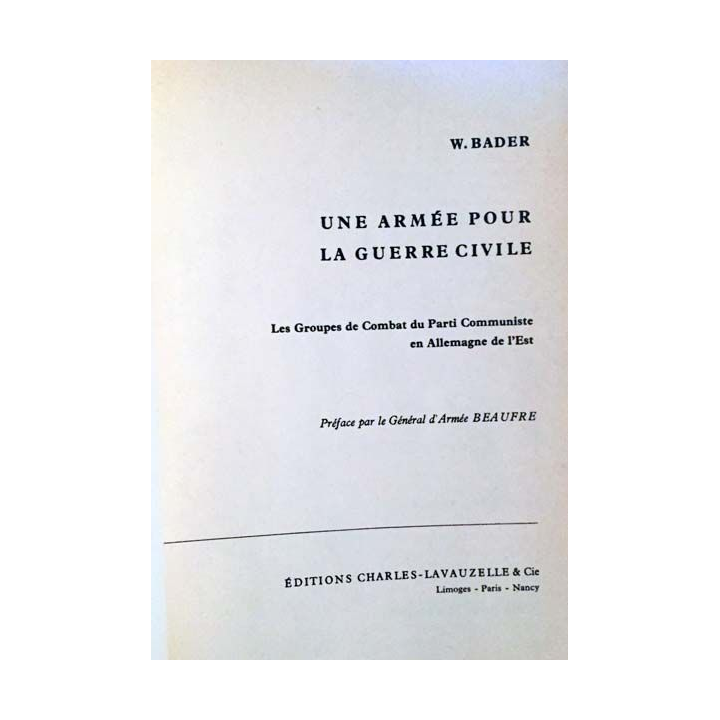 W. BADER
UNE ARMÉE POUR
LA GUERRE CIVILE
Les Groupes de Combat du Parti Communiste
en Allemagne de l'Est
Préface par le Général d'Armée BEAUFRE
ÉDITIONS CHARLES-LAVAUZELLE & Cie
Limoges - Paris - Nancy